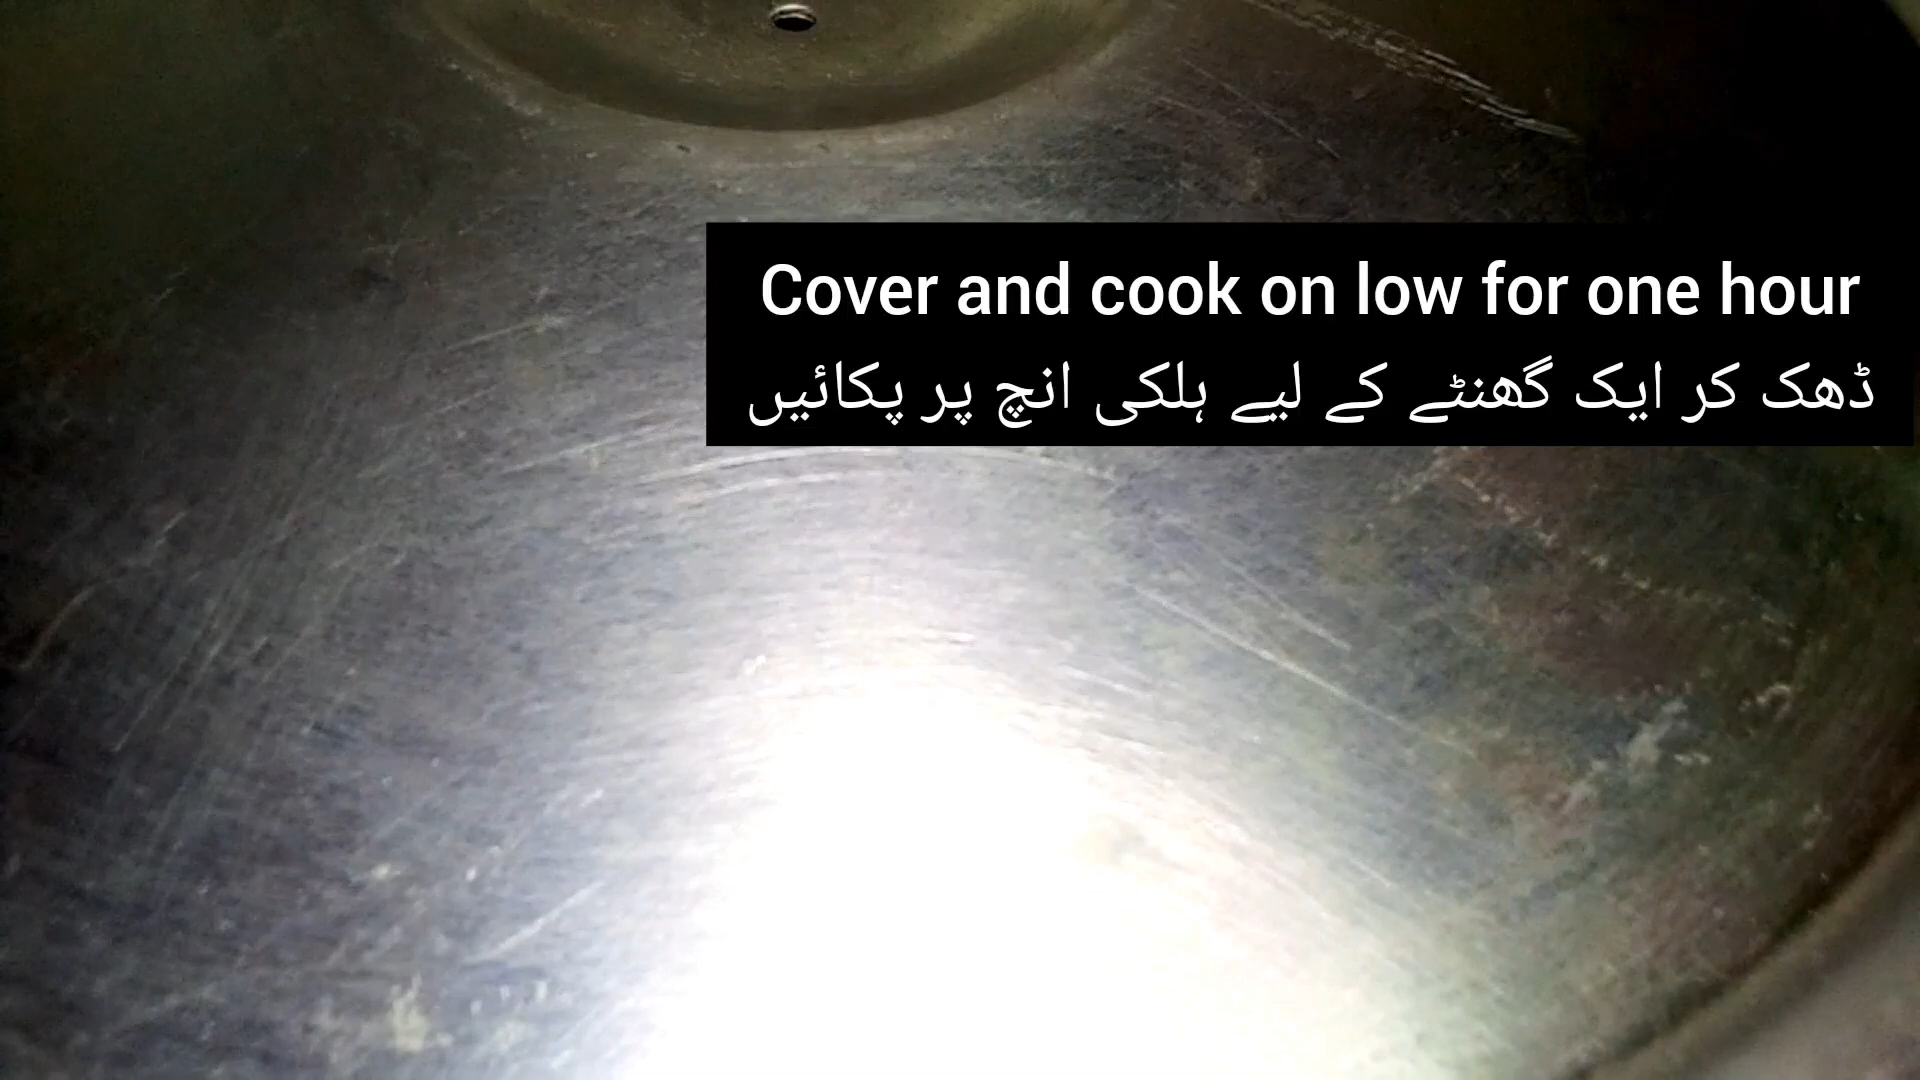 Cover and cook on low for one hour
ڈھک کر ایک گھنٹے کے لیے ہلکی انچ پر پکائیں